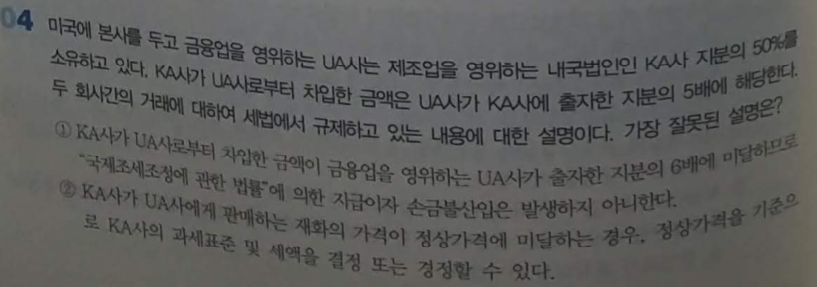 04 미국에 본사를 두고 금융업을 영위하는 UA사는 제조업을 영위하는 내국법인인 KA사 지분의 50%를
소유하고 있다. KA사가 UA사로부터 차입한 금액은 UA사가 KA사에 출자한 지분의 5배에 해당한다.
두 회사간의 거래에 대하여 세법에서 규제하고 있는 내용에 대한 설명이다. 가장 잘못된 설명은?
① KA사가 UA사로부터 차입한 금액이 금융업을 영위하는 UA사가 출자한 지분의 6배에 미달하므로
"국제조세조정에 관한 법률"에 의한 지급이자 손금불산입은 발생하지 아니한다.
② KA사가 UA사에게 판매하는 재화의 가격이 정상가격에 미달하는 경우, 정상가격을 기준으
로 KA사의 과세표준 및 세액을 결정 또는 경정할 수 있다.